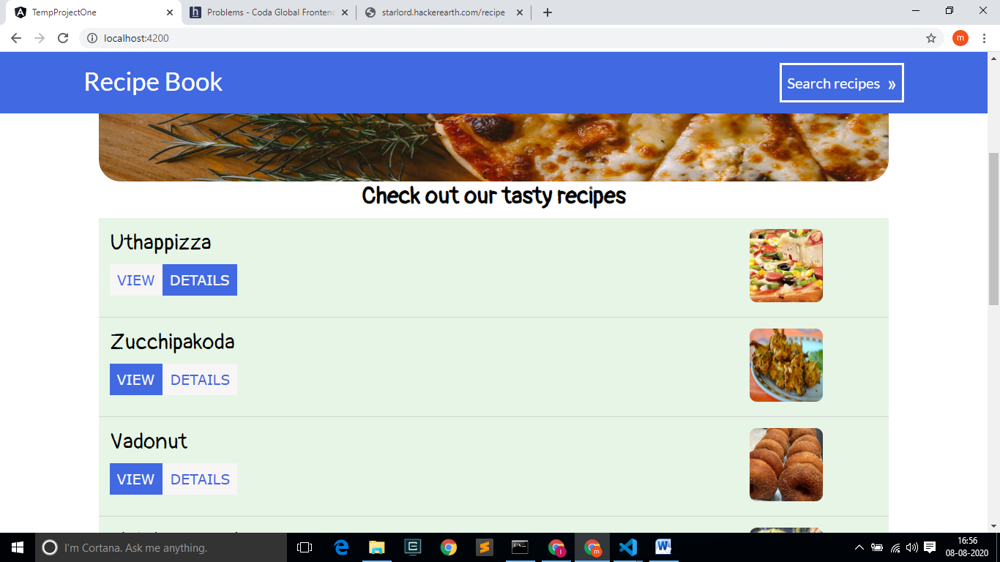 TempProjectOne
Problems - Coda Global Frontend
starlord.hackerearth.com/recipe
localhost:4200
m
Recipe Book
Search recipes »
Check out our tasty recipes
Uthappizza
VIEW DETAILS
Zucchipakoda
VIEW DETAILS
Vadonut
VIEW DETAILS
I'm Cortana. Ask me anything.
16:56
08-08-2020